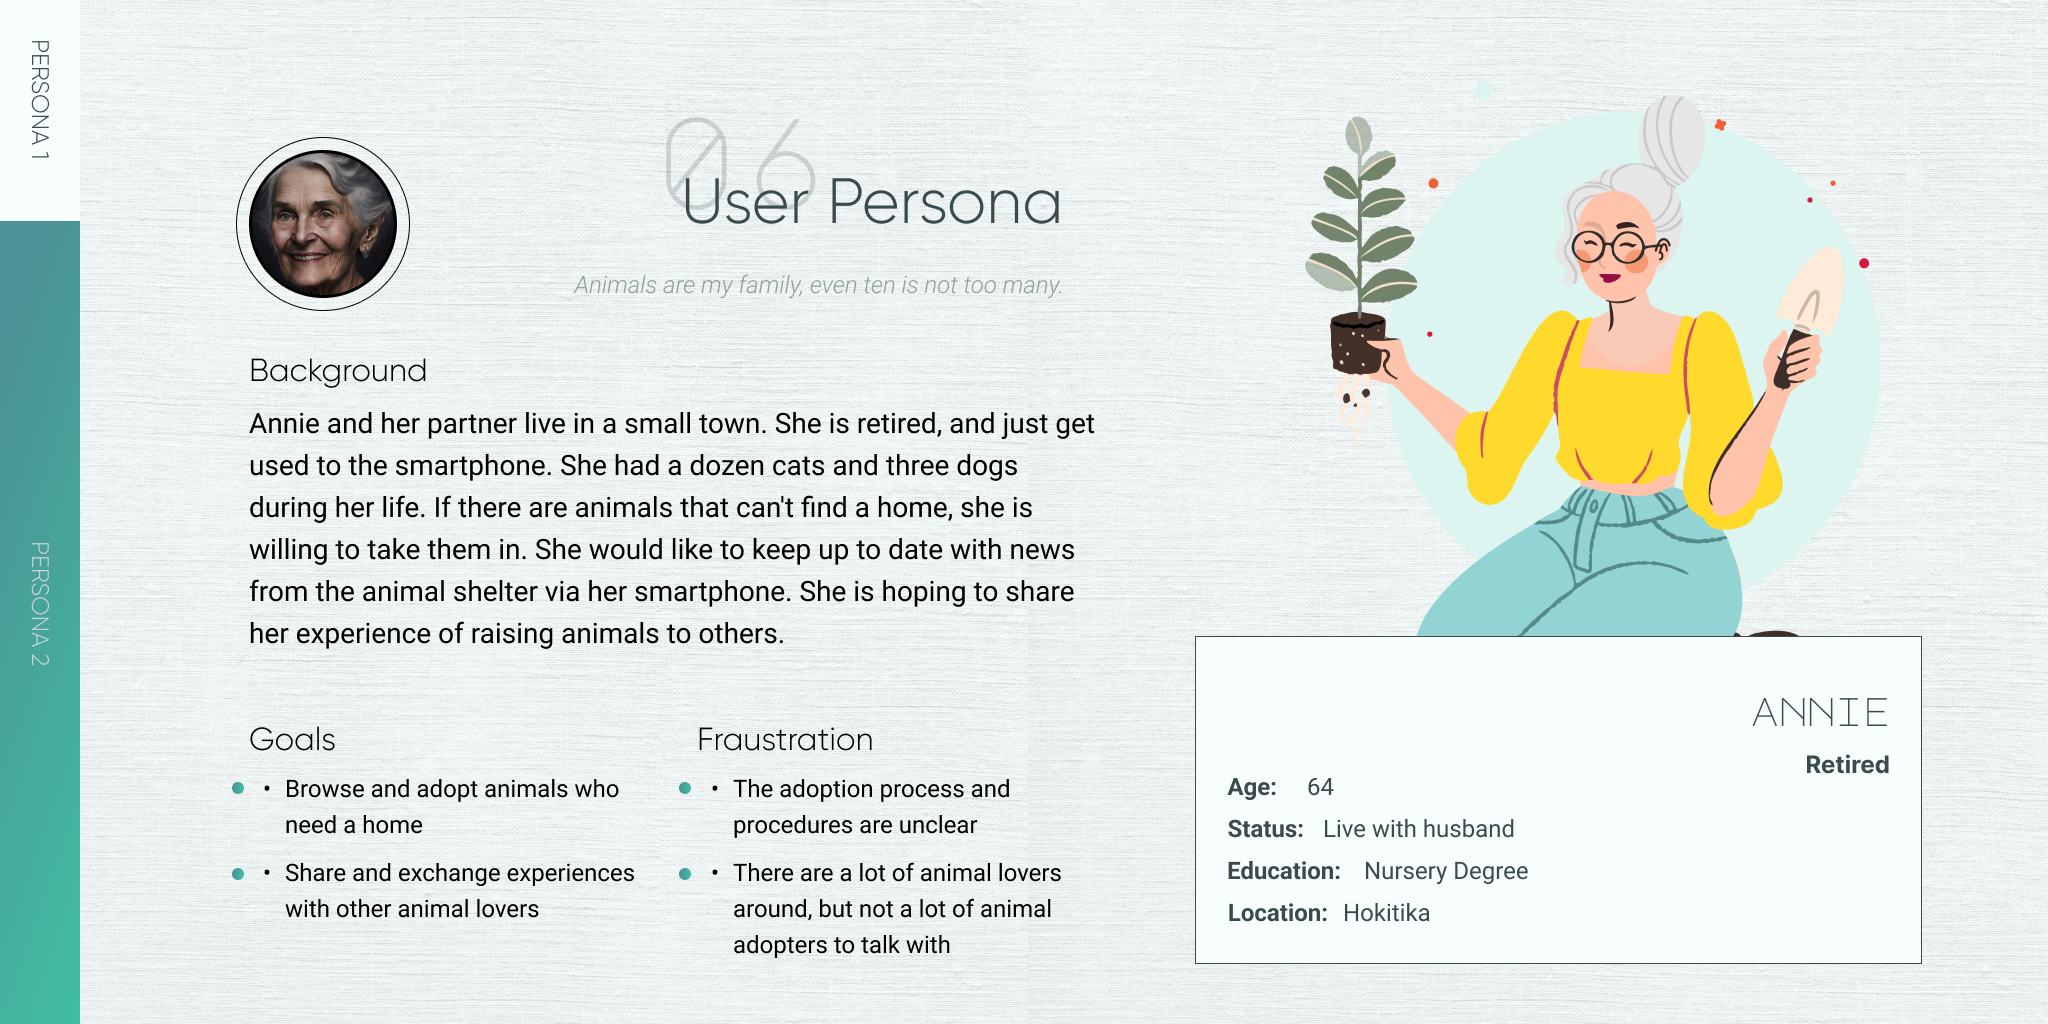 PERSONA 1
PERSONA 2
06
User Persona
Animals are my family, even ten is not too many.
Background
Annie and her partner live in a small town. She is retired, and just get
used to the smartphone. She had a dozen cats and three dogs
during her life. If there are animals that can't find a home, she is
willing to take them in. She would like to keep up to date with news
from the animal shelter via her smartphone. She is hoping to share
her experience of raising animals to others.
Goals
• Browse and adopt animals who
need a home
• Share and exchange experiences
with other animal lovers
Fraustration
• The adoption process and
procedures are unclear
• There are a lot of animal lovers
around, but not a lot of animal
adopters to talk with
ANNIE
Retired
Age: 64
Status: Live with husband
Education: Nursery Degree
Location: Hokitika